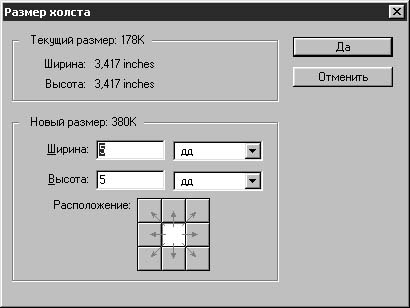 Размер холста
Текущий размер: 178K
Ширина: 3,417 inches
Высота: 3,417 inches
Да
Отменить
Новый размер: 380K
Ширина: 5 дд
Высота: 5 дд
Расположение: